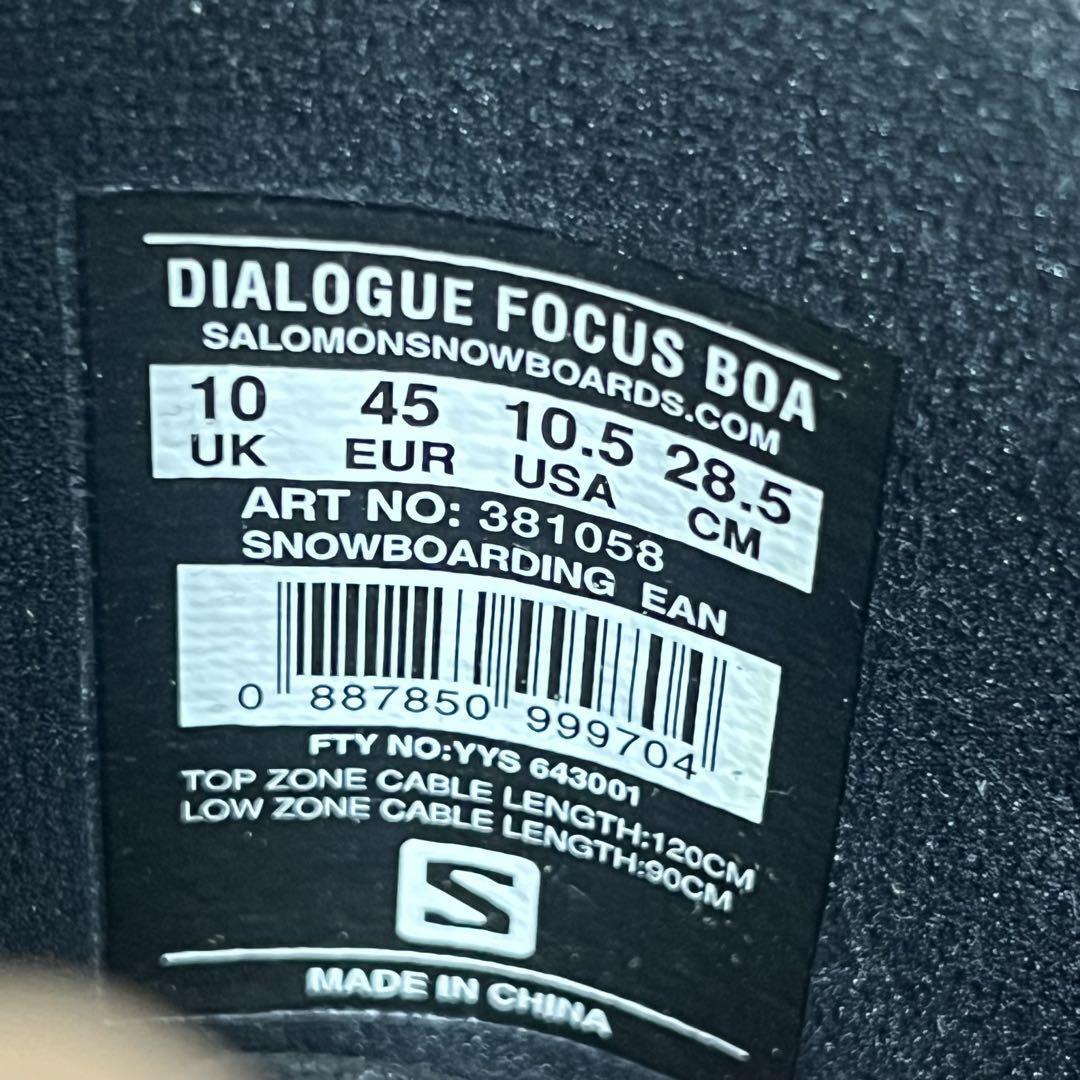 DIALOGUE FOCUS BOA
SALOMONSNOWBOARDS.COM
10 45 10.5 28.5
UK EUR USA CM
ART NO: 381058
SNOWBOARDING EAN
0 887850 999704
FTY NO:YYS 643001
TOP ZONE CABLE LENGTH:120CM
LOW ZONE CABLE LENGTH:90CM
S
MADE IN CHINA